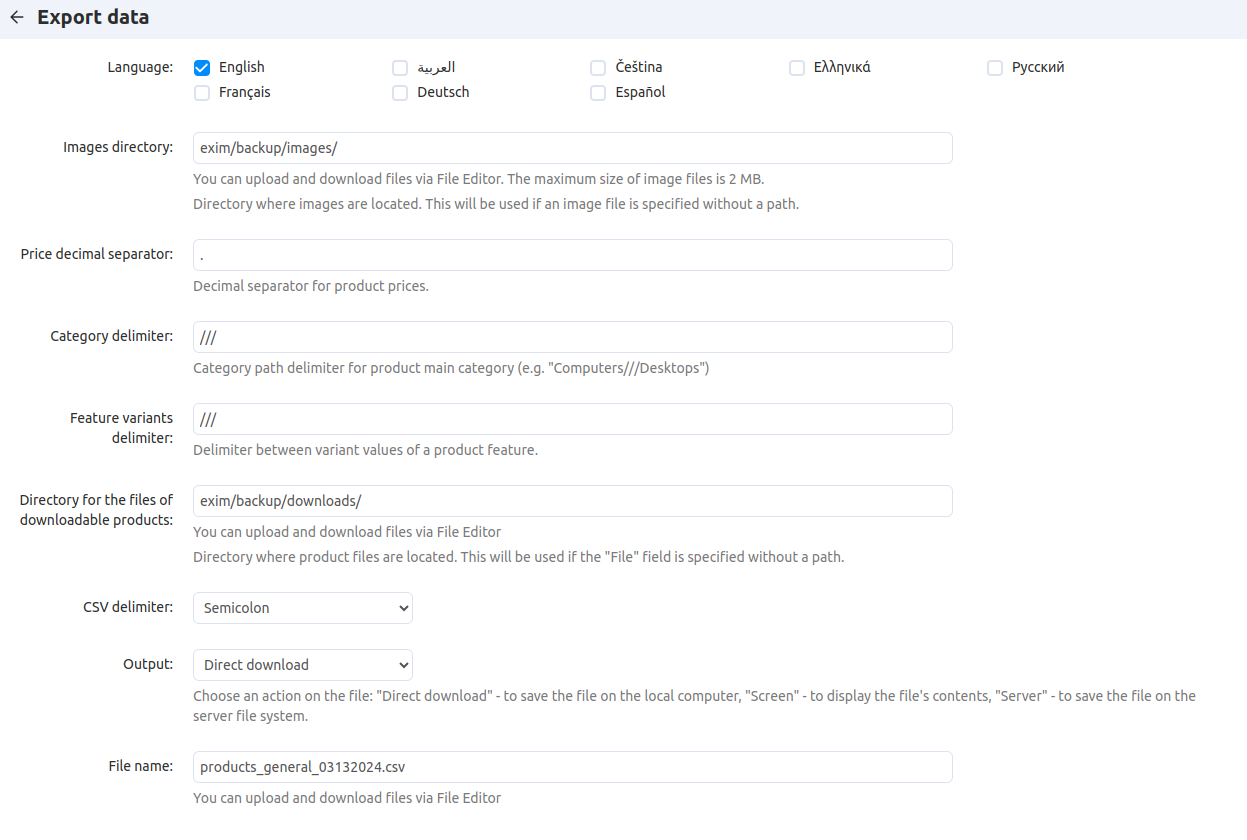 Export data
Language:
English
العربية
Čeština
Ελληνικά
Русский
Français
Deutsch
Español
Images directory:
exim/backup/images/
You can upload and download files via File Editor. The maximum size of image files is 2 MB.
Directory where images are located. This will be used if an image file is specified without a path.
Price decimal separator:
.
Decimal separator for product prices.
Category delimiter:
///
Category path delimiter for product main category (e.g. "Computers///Desktops")
Feature variants
delimiter:
///
Delimiter between variant values of a product feature.
Directory for the files of
downloadable products:
exim/backup/downloads/
You can upload and download files via File Editor
Directory where product files are located. This will be used if the "File" field is specified without a path.
CSV delimiter:
Semicolon
Output:
Direct download
Choose an action on the file: "Direct download" - to save the file on the local computer, "Screen" - to display the file's contents, "Server" - to save the file on the
server file system.
File name:
products_general_03132024.csv
You can upload and download files via File Editor